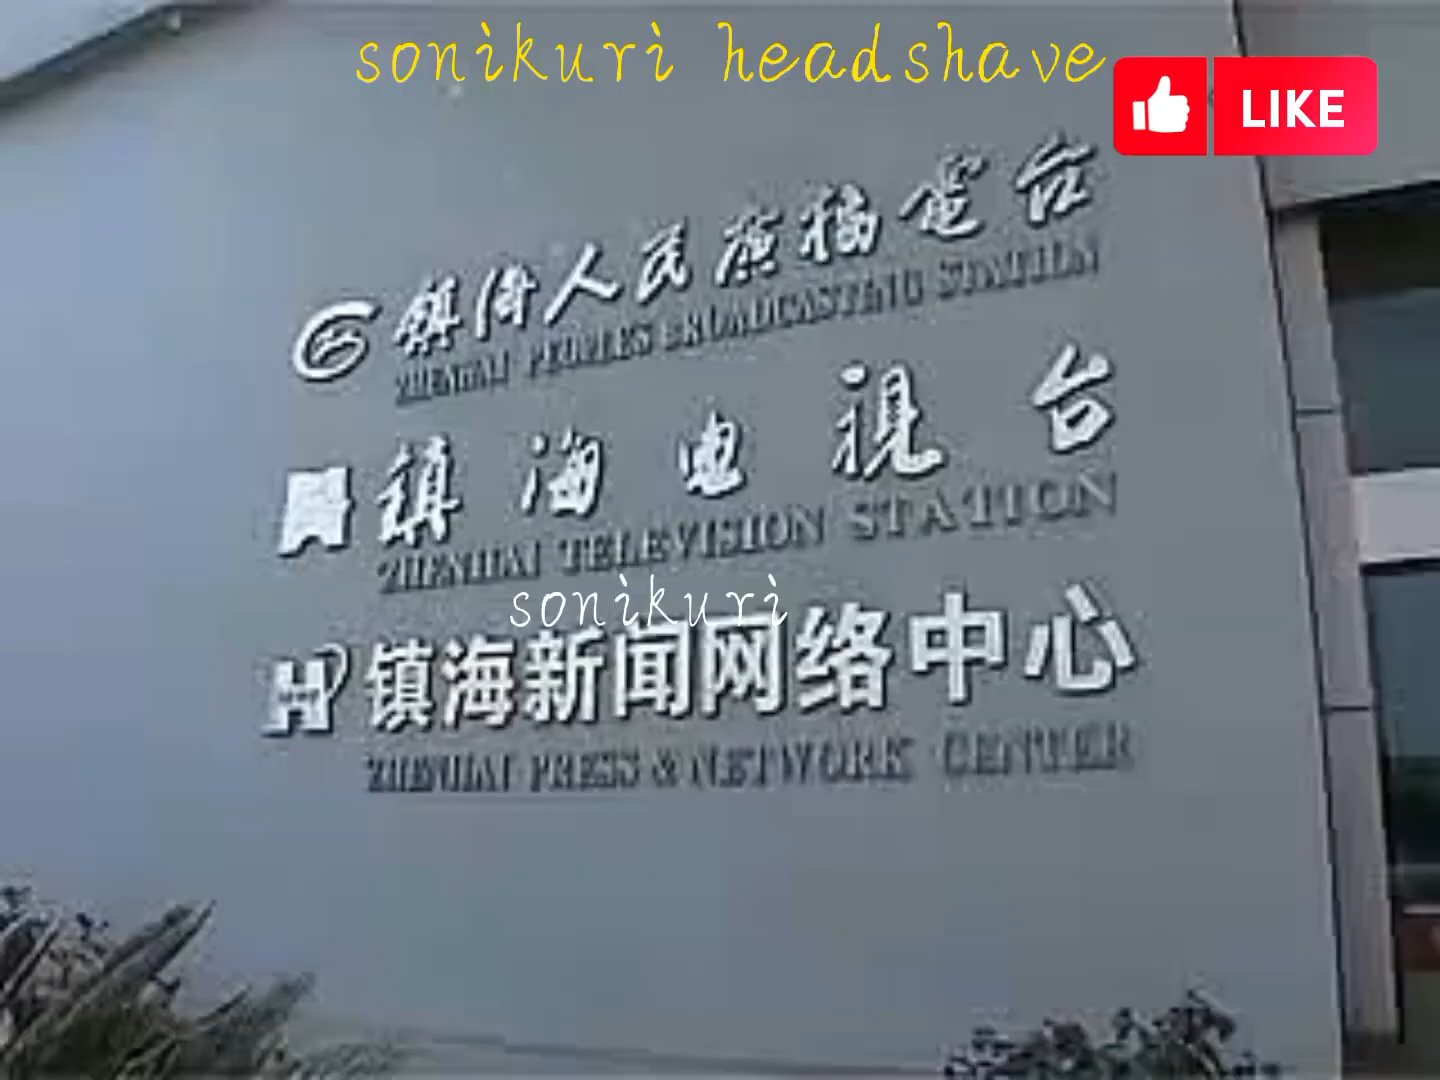 sonikuri headshave
LIKE
镇海人民广播電台
ZHENHAI PEOPLES BROADCASTING STATION
镇海电视台
ZHENHAI TELEVISION STATION
sonikuri
镇海新闻网络中心
ZHENHAI PRESS & NETWORK CENTER